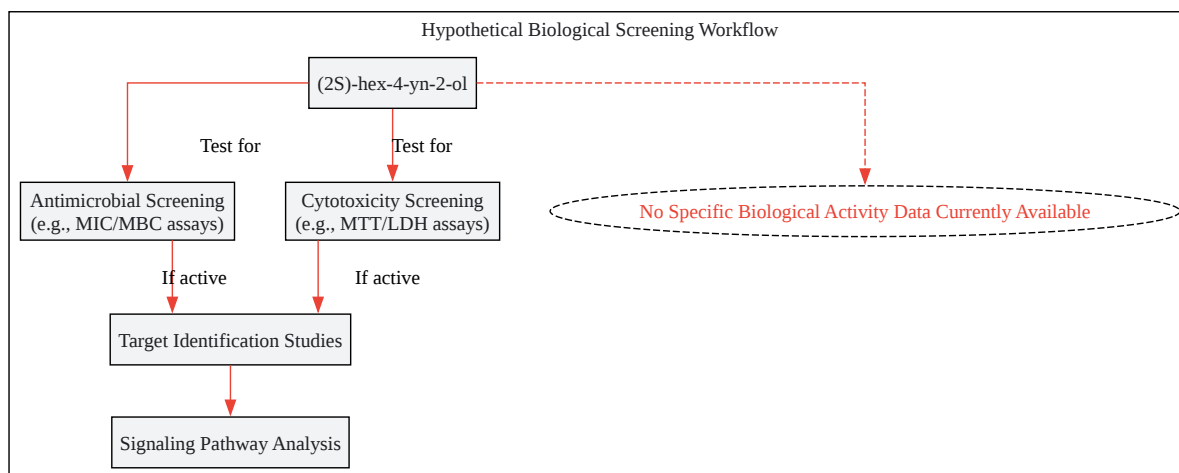 Hypothetical Biological Screening Workflow
(2S)-hex-4-yn-2-ol
Test for
Test for
Antimicrobial Screening
(e.g., MIC/MBC assays)
Cytotoxicity Screening
(e.g., MTT/LDH assays)
No Specific Biological Activity Data Currently Available
If active
If active
Target Identification Studies
Signaling Pathway Analysis